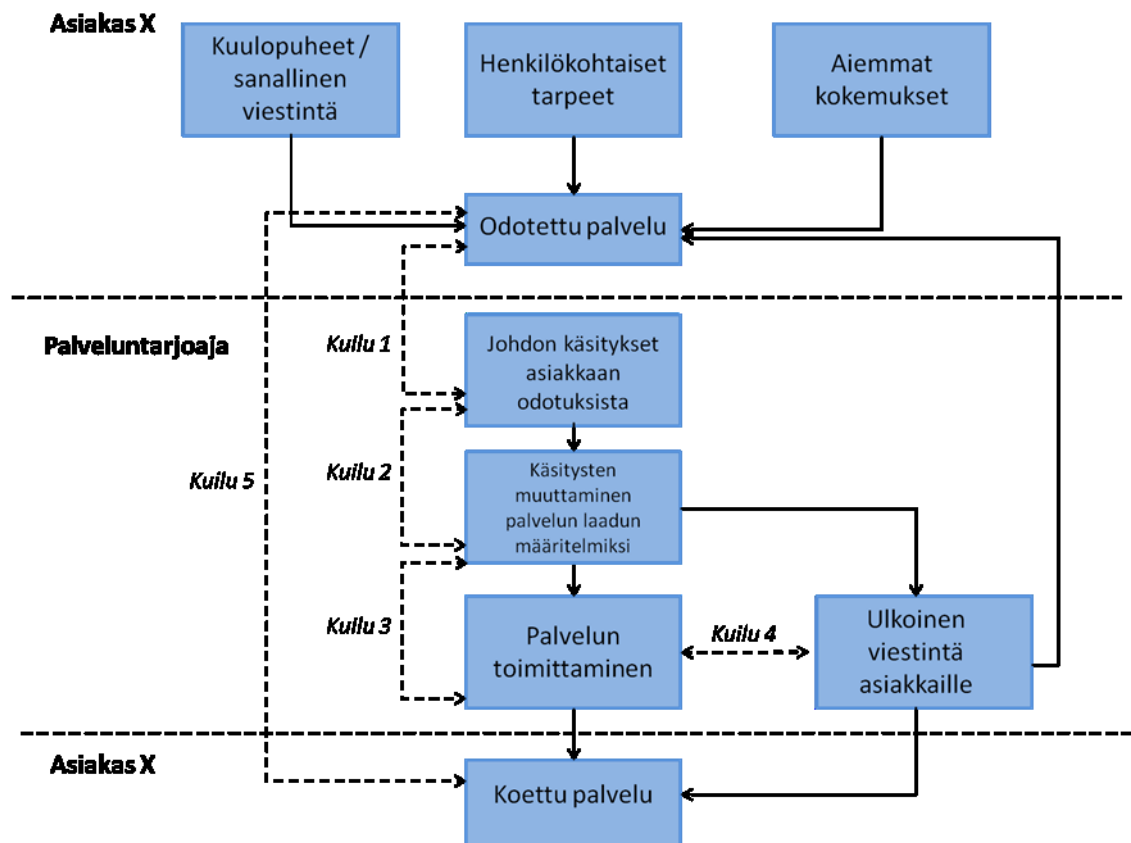 Asiakas X
Kuulopuheet /
sanallinen
viestintä
Henkilökohtaiset
tarpeet
Aiemmat
kokemukset
Odotettu palvelu
Palveluntarjoaja
Kuilu 1
Johdon käsitykset
asiakkaan
odotuksista
Kuilu 5
Kuilu 2
Käsitysten
muuttaminen
palvelun laadun
määritelmiksi
Kuilu 3
Palvelun
toimittaminen
Kuilu 4
Ulkoinen
viestintä
asiakkaille
Asiakas X
Koettu palvelu